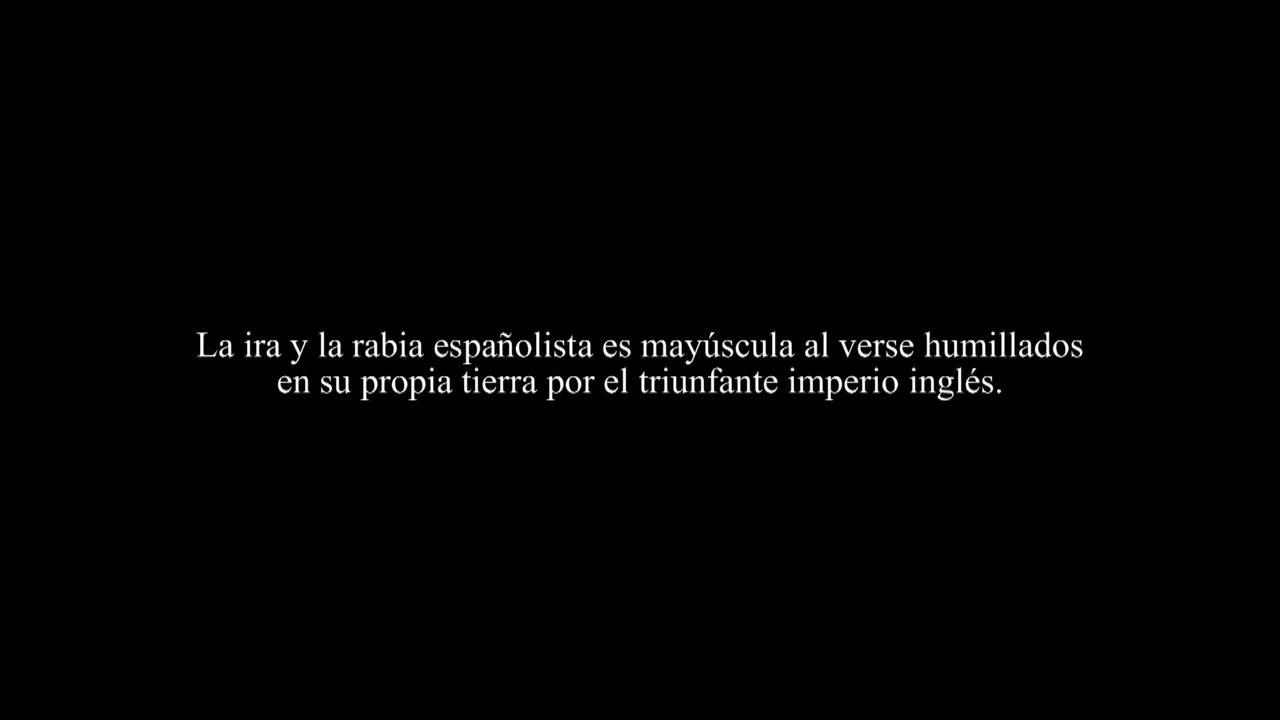 La ira y la rabia españolista es mayúscula al verse humillados
en su propia tierra por el triunfante imperio inglés.